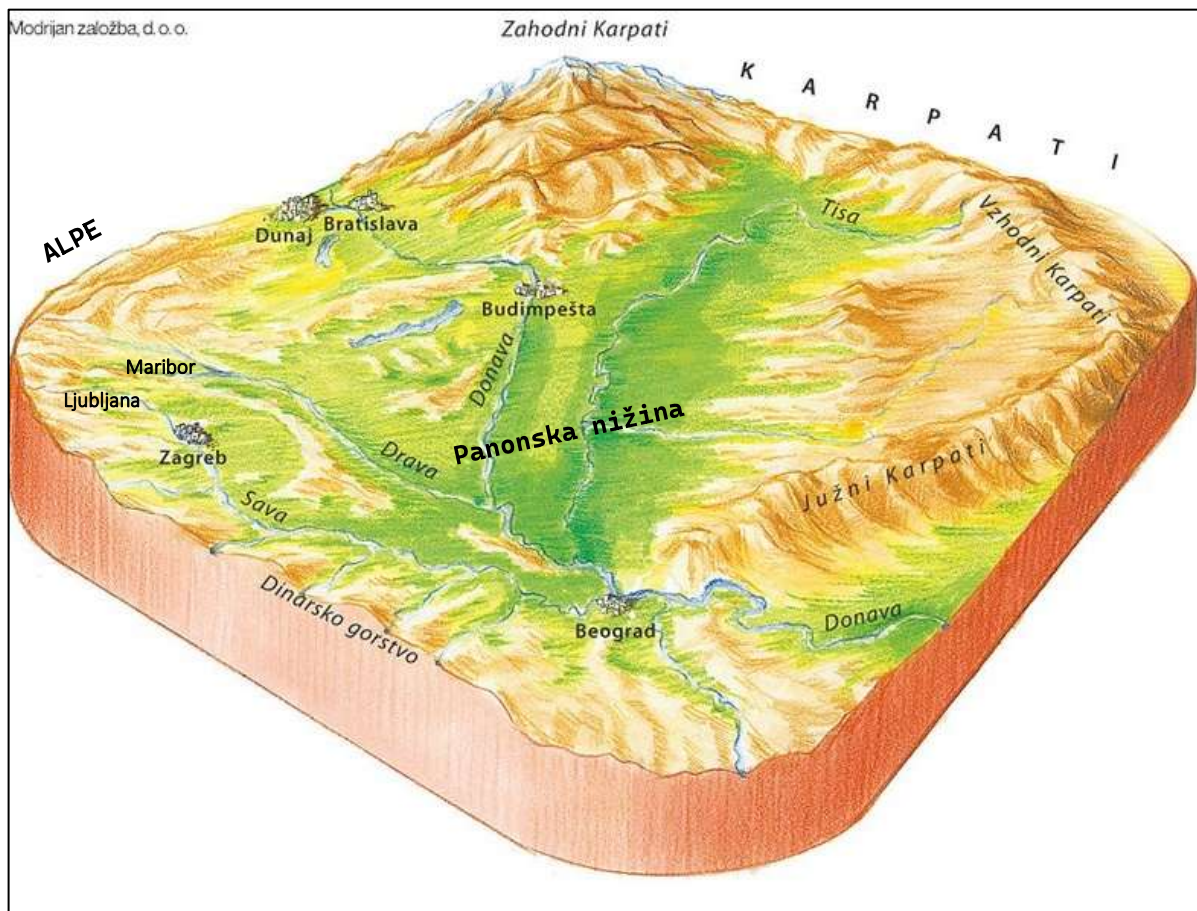 Modrijan založba, d. o. o.
Zahodni Karpati
KARPATI
Tisa
Vzhodni Karpati
Bratislava
Dunaj
ALPE
Budimpešta
Donava
Maribor
Ljubljana
Zagreb
Panonska nižina
Drava
Južni Karpati
Sava
Dinarsko gorstvo
Beograd
Donava